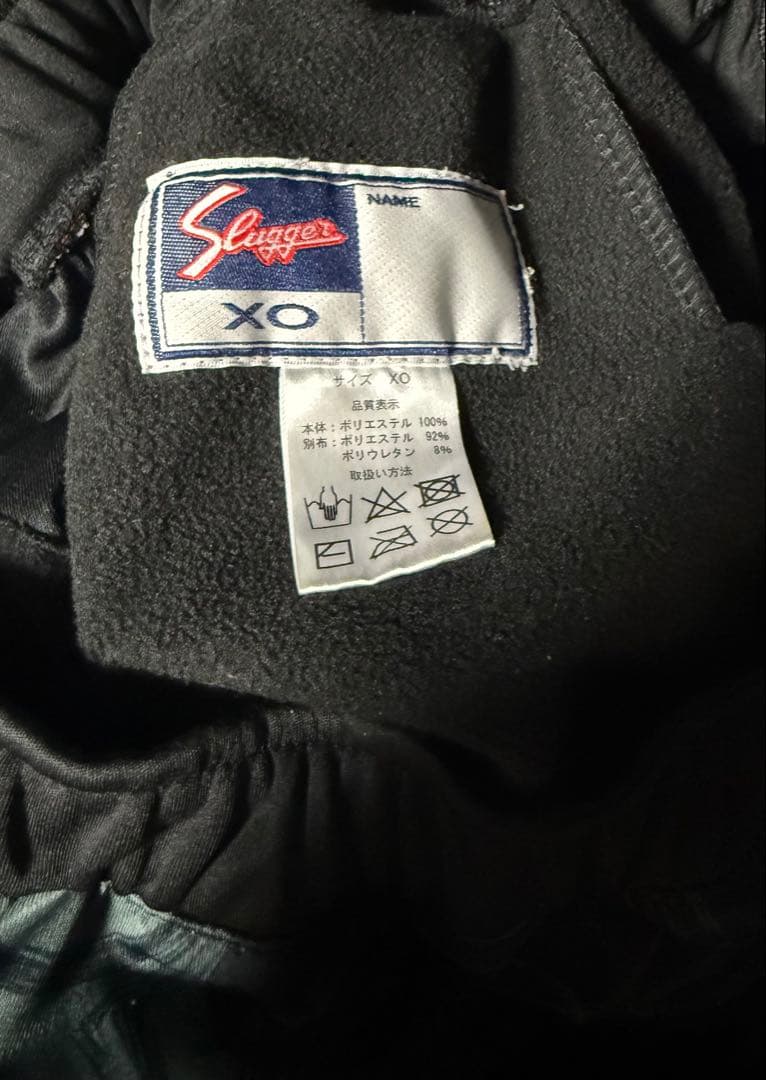 Slugger
NAME
XO
サイズ XO
品質表示
本体：ポリエステル 100%
別布：ポリエステル 92%
ポリウレタン 8%
取扱い方法